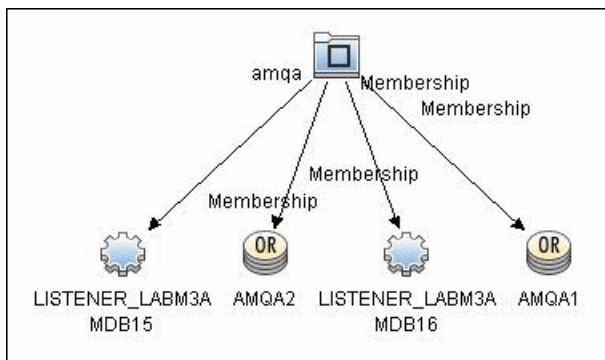 amqa
Membership
Membership
Membership
Membership
OR
OR
LISTENER_LABM3A
MDB15
AMQA2
LISTENER_LABM3A
MDB16
AMQA1